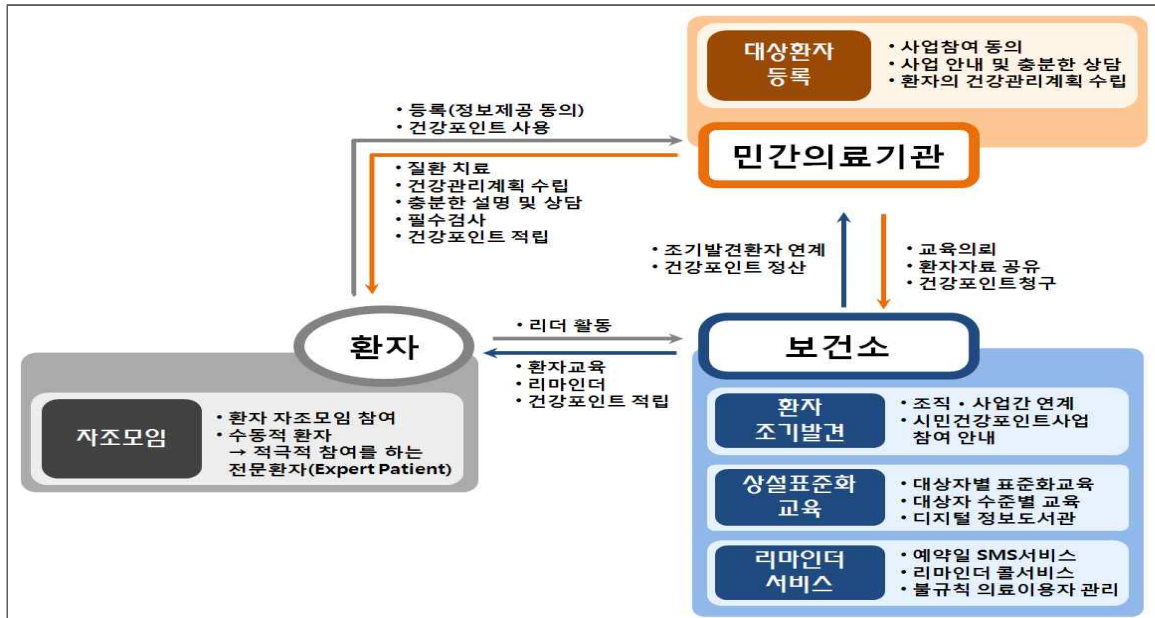 대상환자
등록
• 사업참여 동의
• 사업 안내 및 충분한 상담
• 환자의 건강관리계획 수립
민간의료기관
• 등록(정보제공 동의)
• 건강포인트 사용
• 질환 치료
• 건강관리계획 수립
• 충분한 설명 및 상담
• 필수검사
• 건강포인트 적립
• 조기발견환자 연계
• 건강포인트 정산
• 교육의뢰
• 환자자료 공유
• 건강포인트청구
환자
• 리더 활동
• 환자교육
• 리마인더
• 건강포인트 적립
보건소
자조모임
• 환자 자조모임 참여
• 수동적 환자
→ 적극적 참여를 하는
전문환자(Expert Patient)
환자
조기발견
• 조직・사업간 연계
• 시민건강포인트사업
참여 안내
상설표준화
교육
• 대상자별 표준화교육
• 대상자 수준별 교육
• 디지털 정보도서관
리마인더
서비스
• 예약일 SMS서비스
• 리마인더 콜서비스
• 불규칙 의료이용자 관리